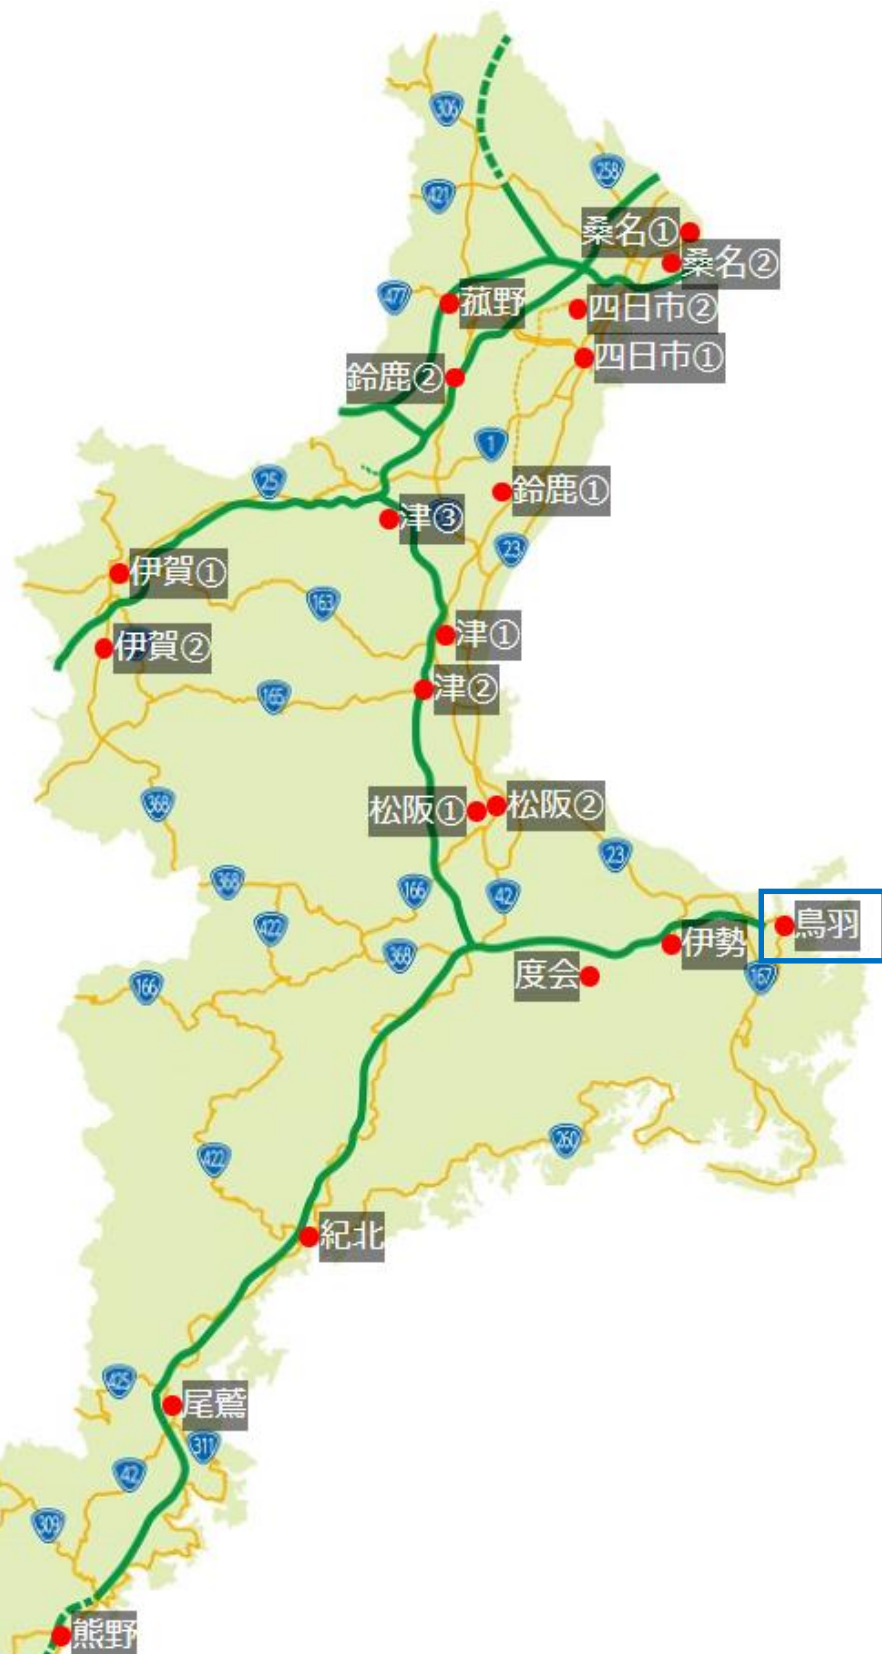 306
258
421
桑名①
桑名②
477
菰野
四日市②
四日市①
鈴鹿②
1
25
鈴鹿①
津③
23
伊賀①
163
津①
伊賀②
津②
165
368
松阪①
松阪②
23
368
166
42
422
鳥羽
伊勢
368
度会
167
166
260
422
紀北
425
尾鷲
311
42
309
熊野